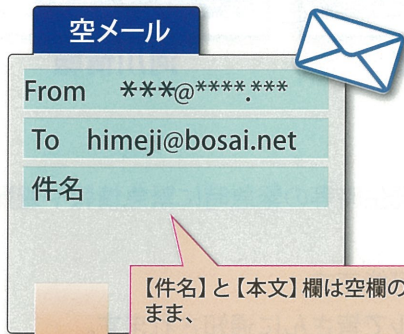 空メール
From ***@****.***
To himeji@bosai.net
件名
【件名】と【本文】欄は空欄の
まま、